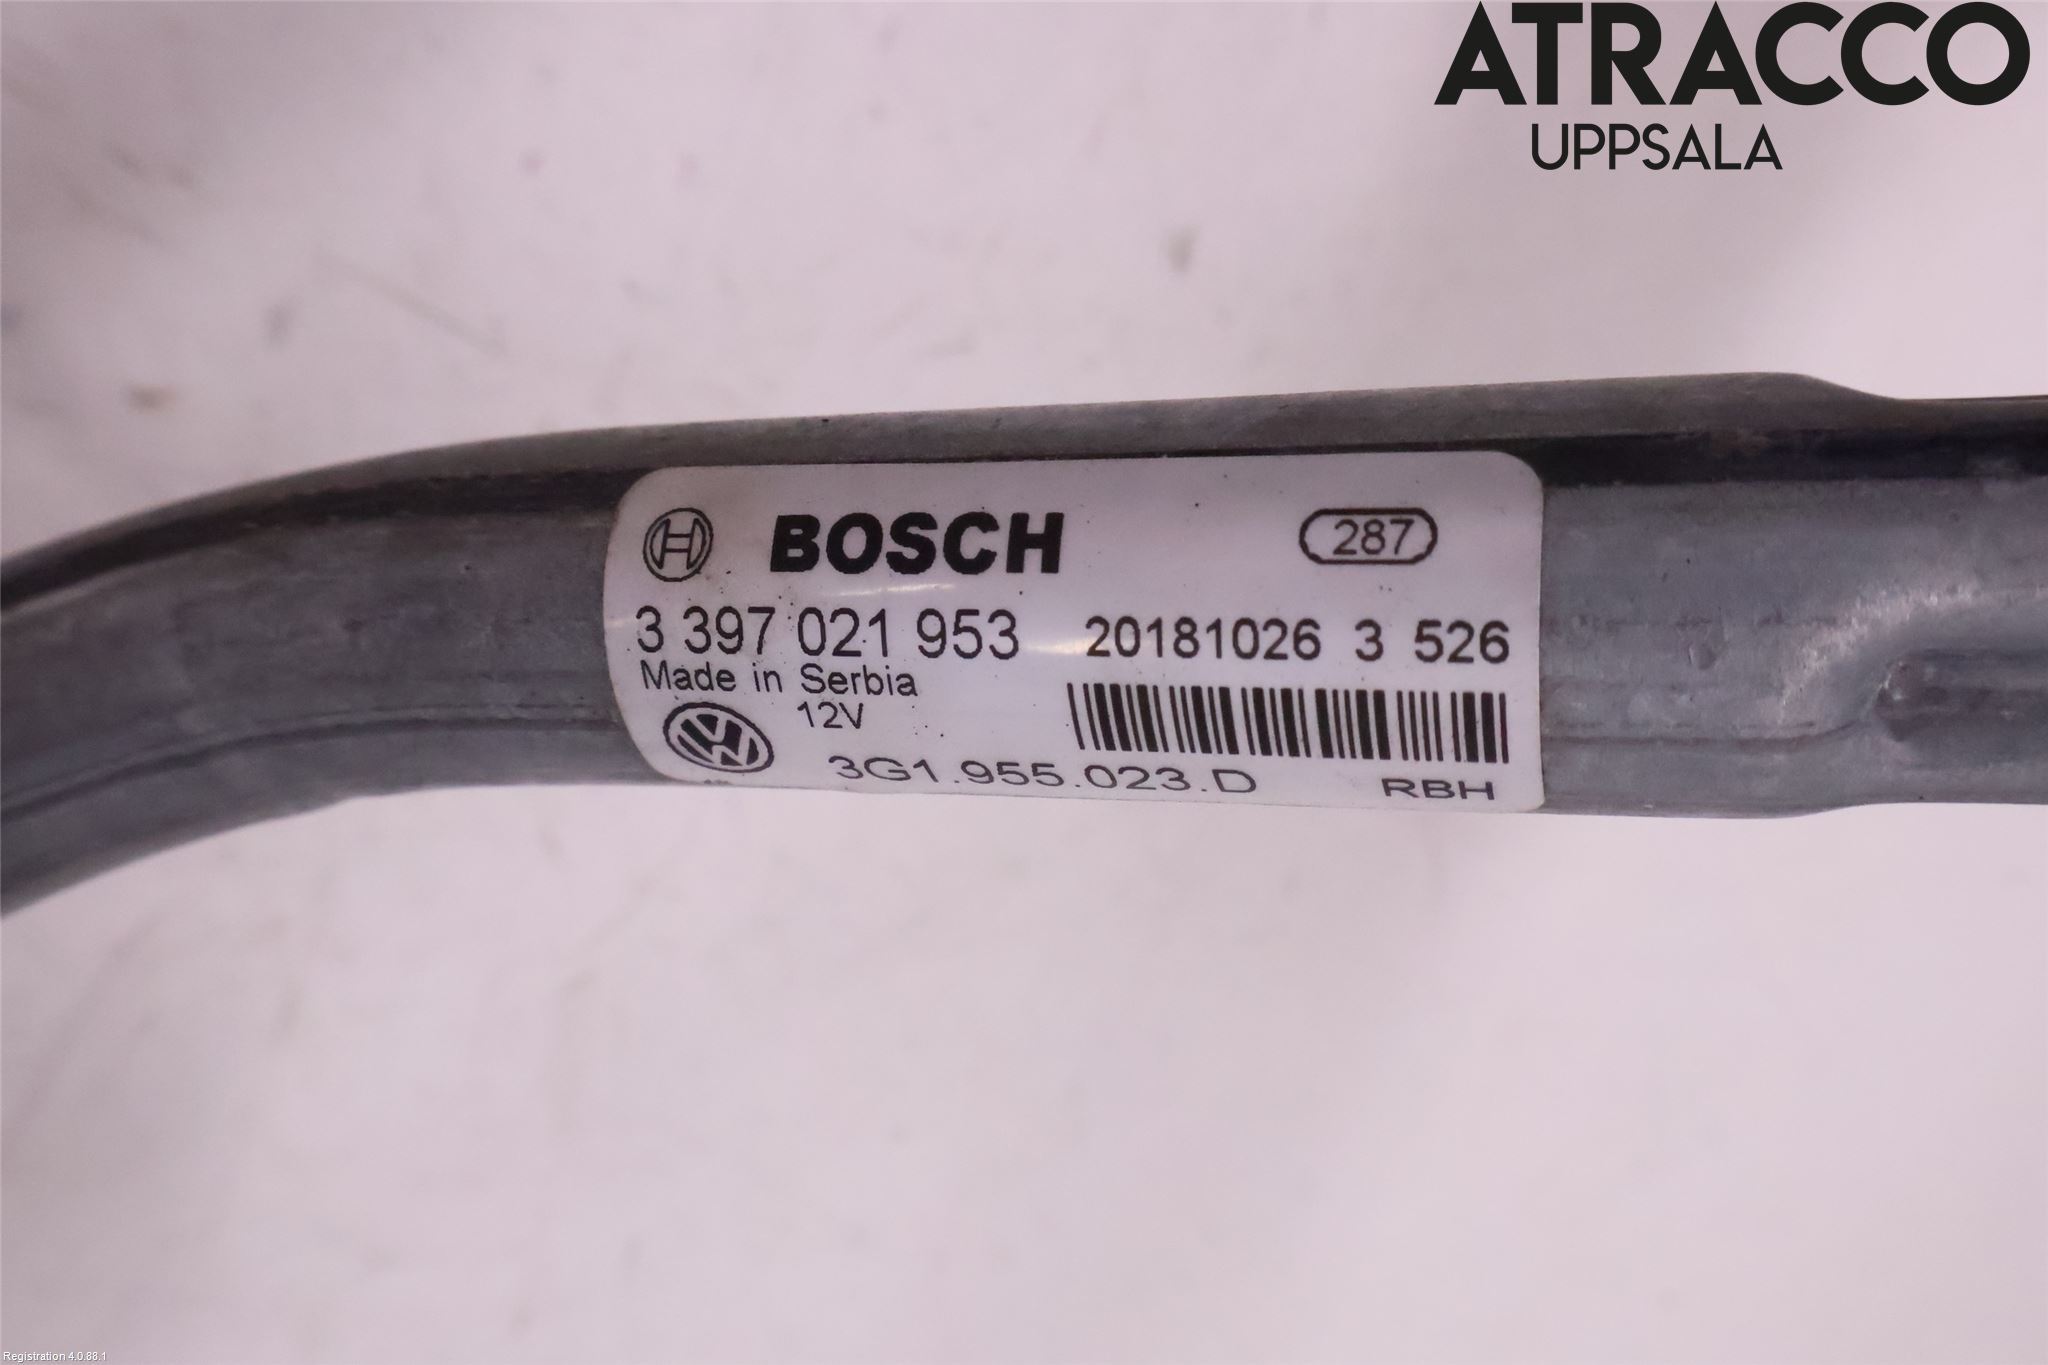 ATRACCO
UPPSALA
BOSCH 287
3 397 021 953 20181026 3 526
Made in Serbia
12V
3G1.955.023.D RBH
Registration 4.0.88.1